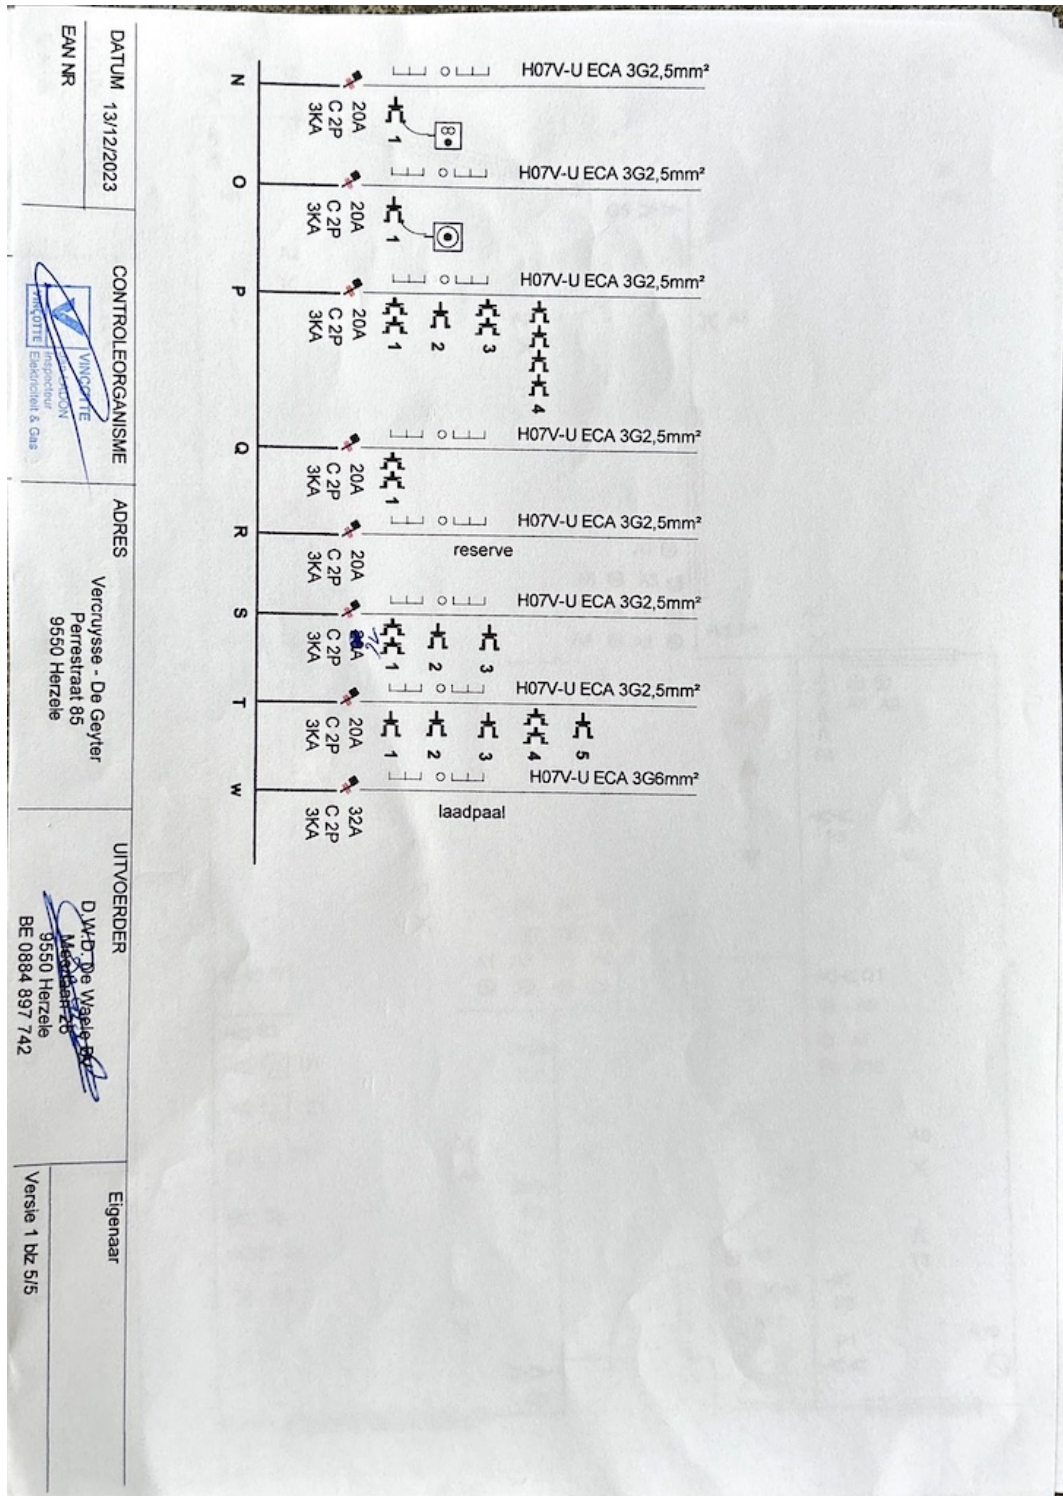 H07V-U ECA 3G2,5mm²
N
20A
C 2P
3KA
1
H07V-U ECA 3G2,5mm²
O
20A
C 2P
3KA
1
H07V-U ECA 3G2,5mm²
P
20A
C 2P
3KA
1
2
3
4
H07V-U ECA 3G2,5mm²
Q
20A
C 2P
3KA
1
H07V-U ECA 3G2,5mm²
R
reserve
20A
C 2P
3KA
H07V-U ECA 3G2,5mm²
S
C 2P
3KA
1
2
3
H07V-U ECA 3G2,5mm²
T
20A
C 2P
3KA
1
2
3
4
5
H07V-U ECA 3G6mm²
W
laadpaal
32A
C 2P
3KA
DATUM 13/12/2023
EAN NR
CONTROLEORGANISME
VINÇOTTE
Inspecteur
Elektriciteit & Gas
VINÇOTTE
ADRES
Vercruysse - De Geyter
Perrestraat 85
9550 Herzele
UITVOERDER
D.W.D. De Waele
9550 Herzele
BE 0884 897 742
Eigenaar
Versie 1 blz 5/5